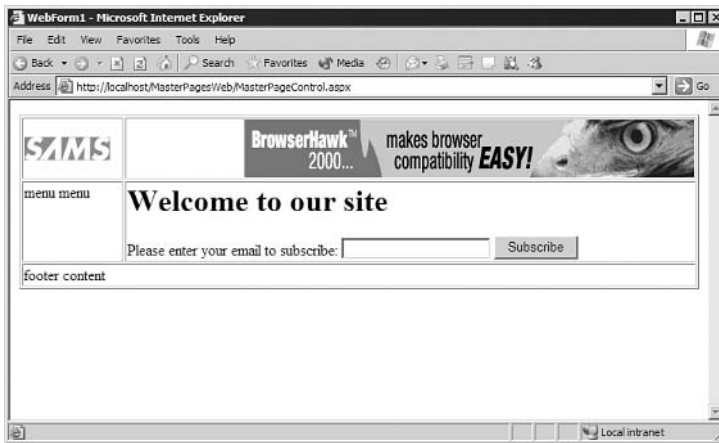 WebForm1 - Microsoft Internet Explorer
File Edit View Favorites Tools Help
Back Search Favorites Media
Address http://localhost/MasterPagesWeb/MasterPageControl.aspx Go
SAMS
BrowserHawk™ 2000...
makes browser compatibility EASY!
menu menu
Welcome to our site
Please enter your email to subscribe: Subscribe
footer content
Local intranet